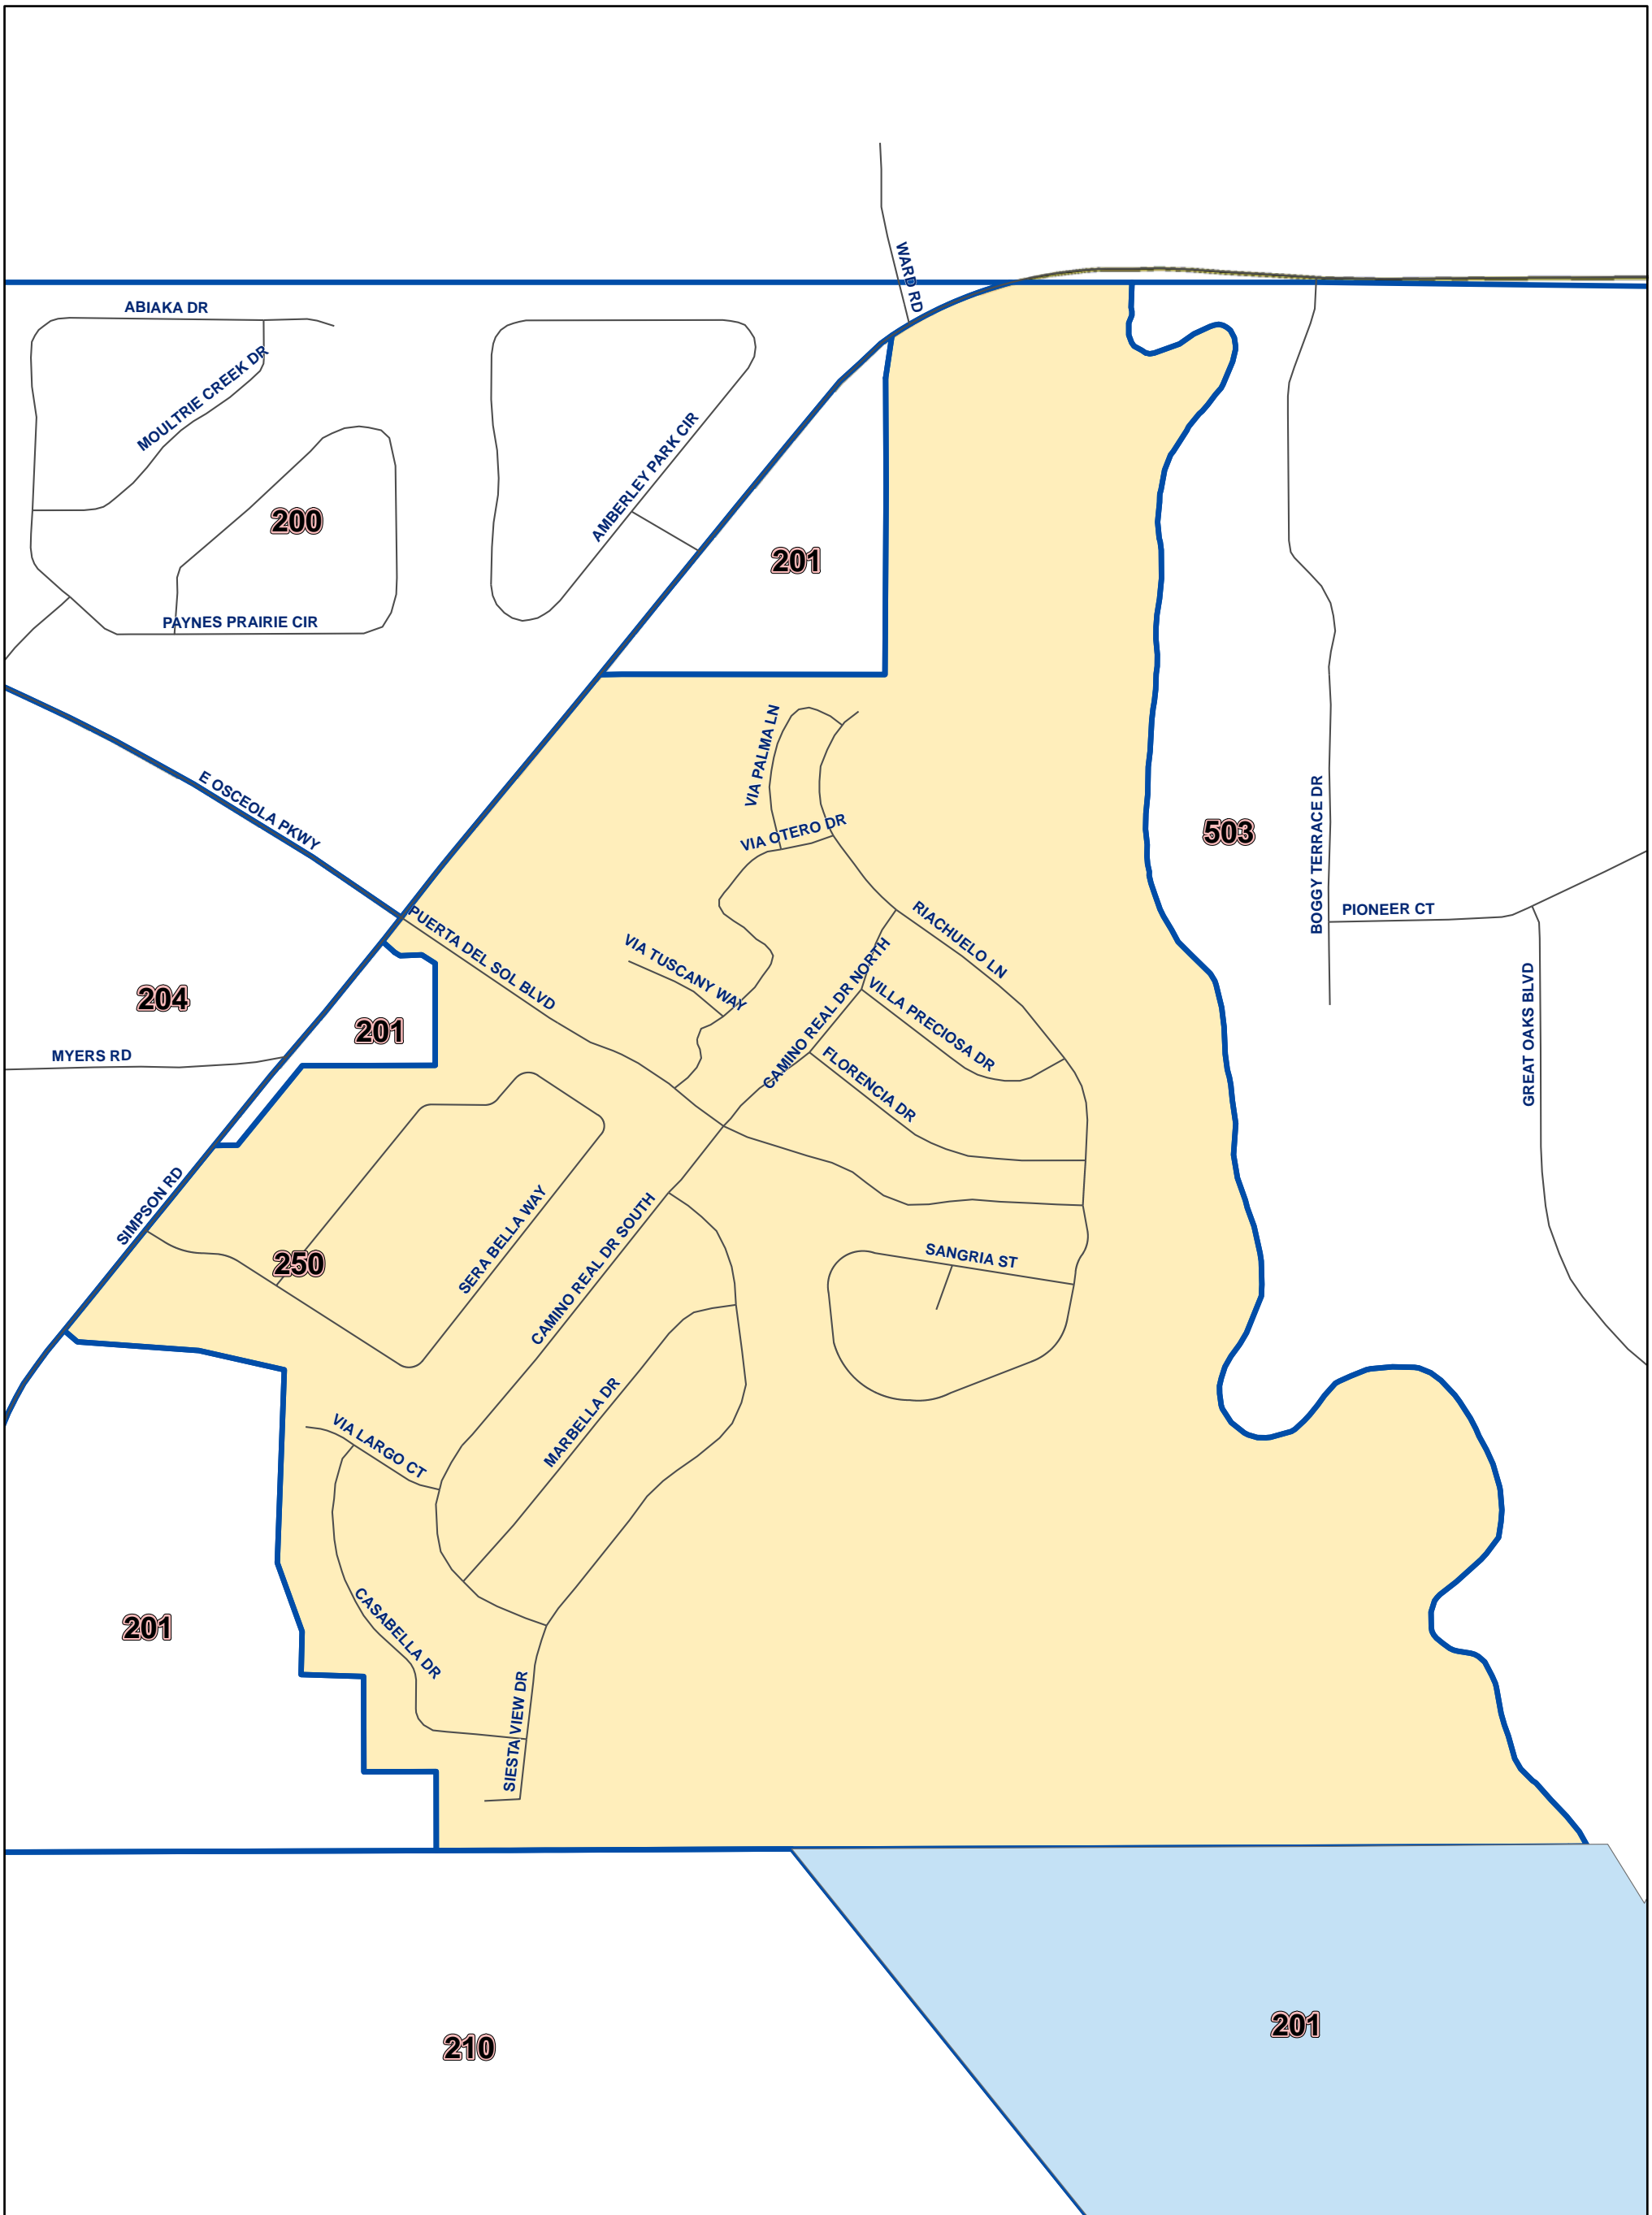 WARD RD
ABIAKA DR
MOULTRIE CREEK DR
AMBERLEY PARK CIR
200
201
PAYNES PRAIRIE CIR
VIA PALMA LN
E OSCEOLA PKWY
VIA OTERO DR
503
BOGGY TERRACE DR
PIONEER CT
PUERTA DEL SOL BLVD
RIACHUELO LN
VIA TUSCANY WAY
204
CAMINO REAL DR NORTH
VILLA PRECIOSA DR
GREAT OAKS BLVD
201
MYERS RD
FLORENCIA DR
SIMPSON RD
SERA BELLA WAY
250
CAMINO REAL DR SOUTH
SANGRIA ST
MARBELLA DR
VIA LARGO CT
201
CASABELLA DR
SIESTA VIEW DR
201
210